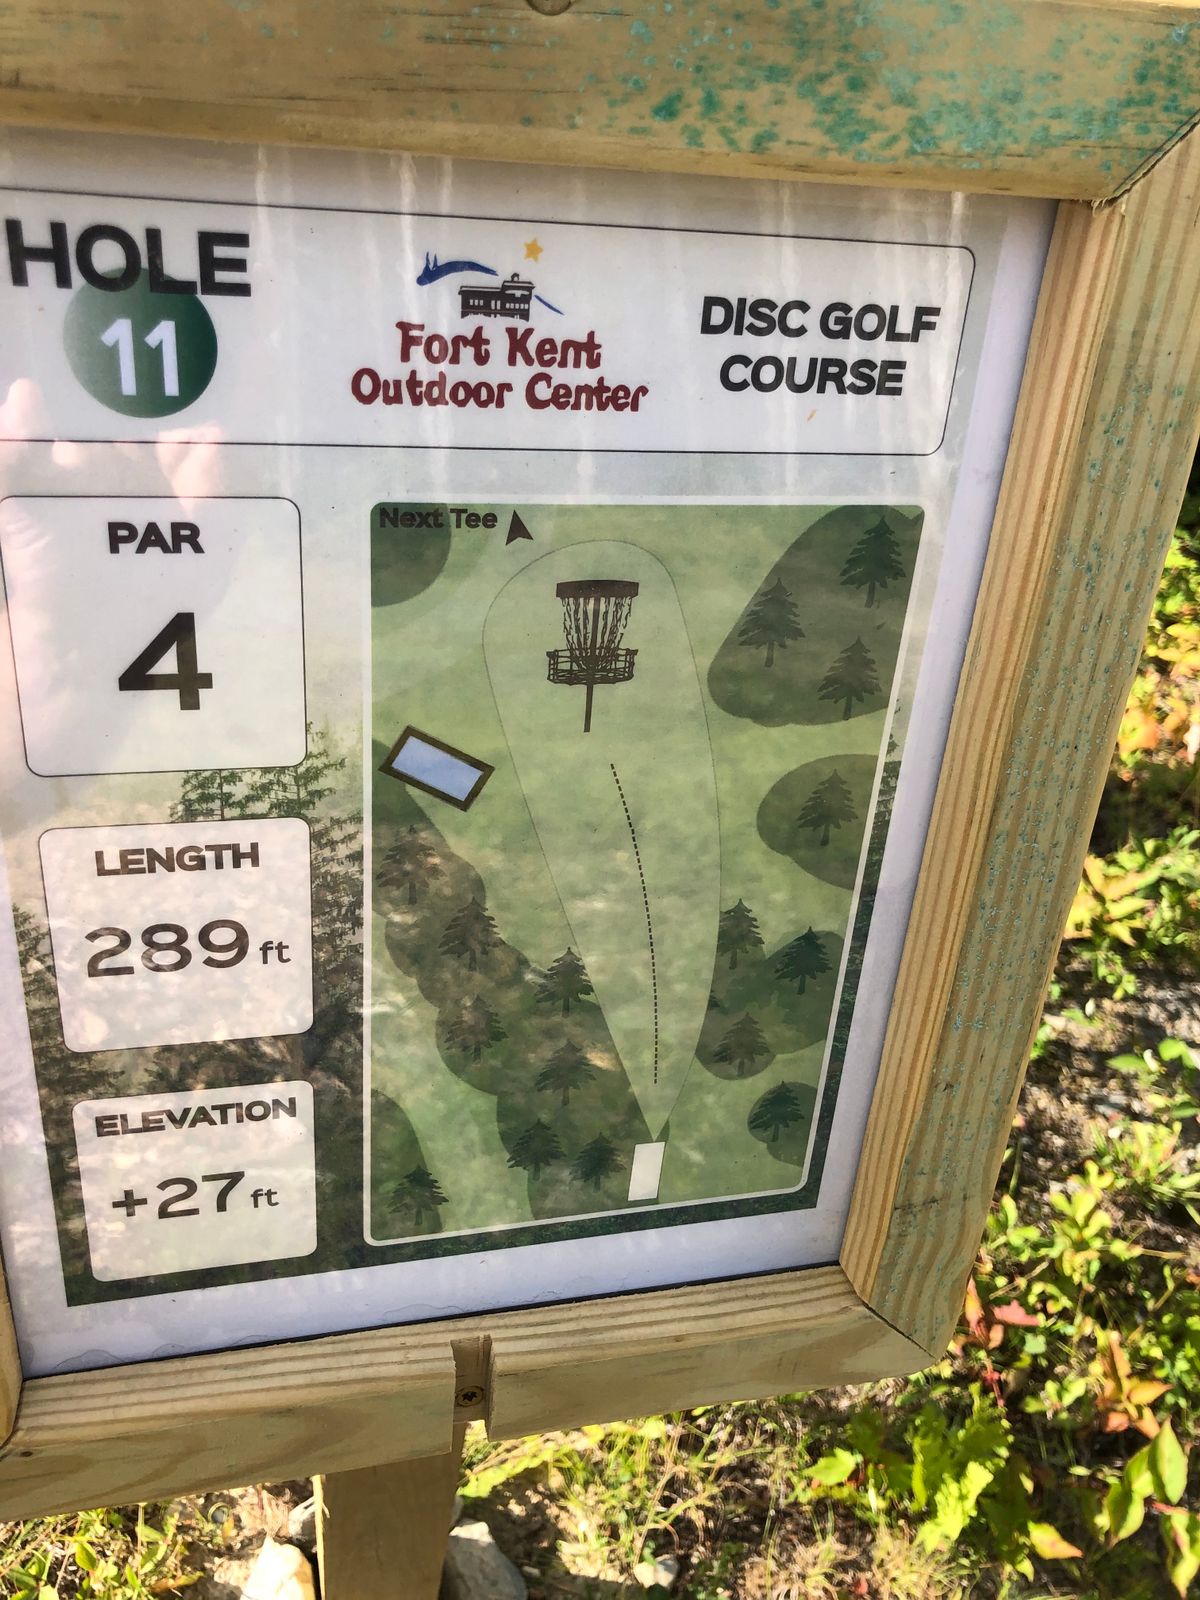 HOLE
11
Fort Kent
Outdoor Center
DISC GOLF
COURSE
PAR
4
LENGTH
289 ft
ELEVATION
+27 ft
Next Tee